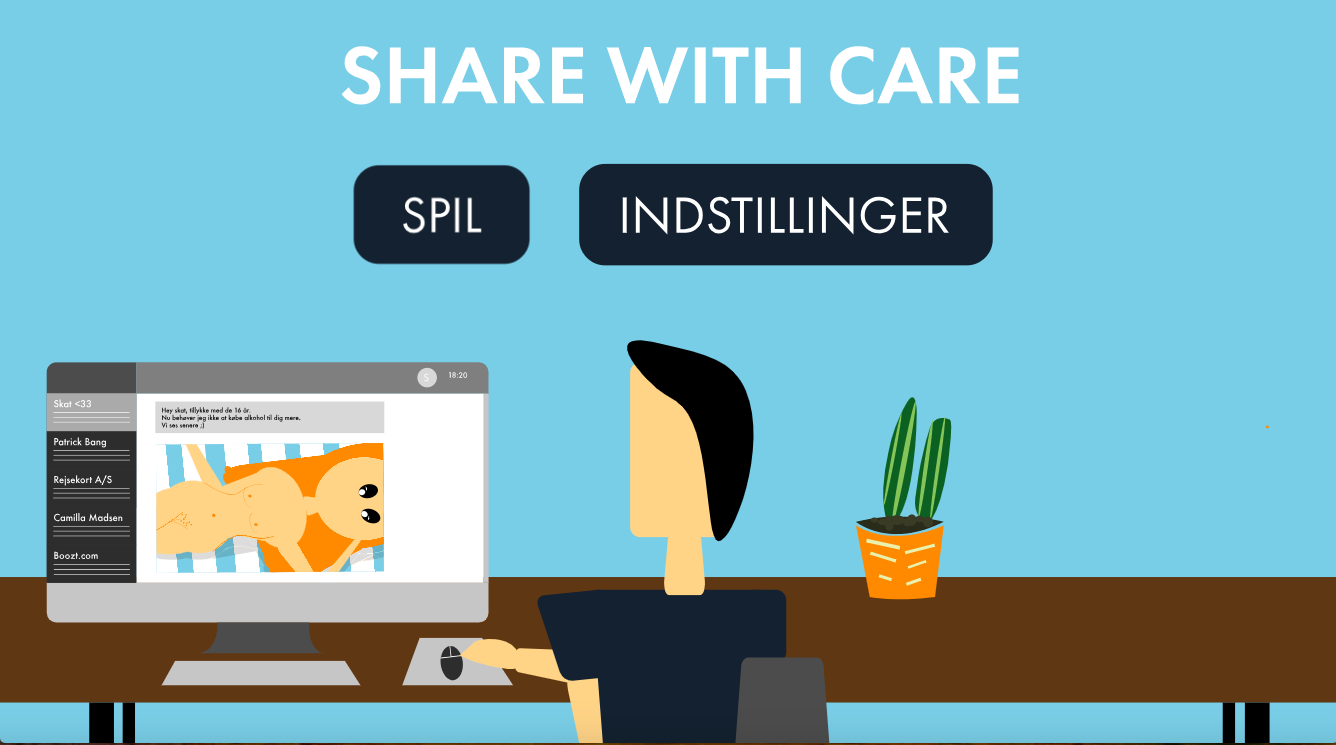 SHARE WITH CARE
SPIL
INDSTILLINGER
S
18:20
Skat <33
Patrick Bang
Rejsekort A/S
Camilla Madsen
Boozt.com
Hey skat, tillykke med de 16 år.
Nu behøver jeg ikke at købe alkohol til dig mere.
Vi ses senere ;)